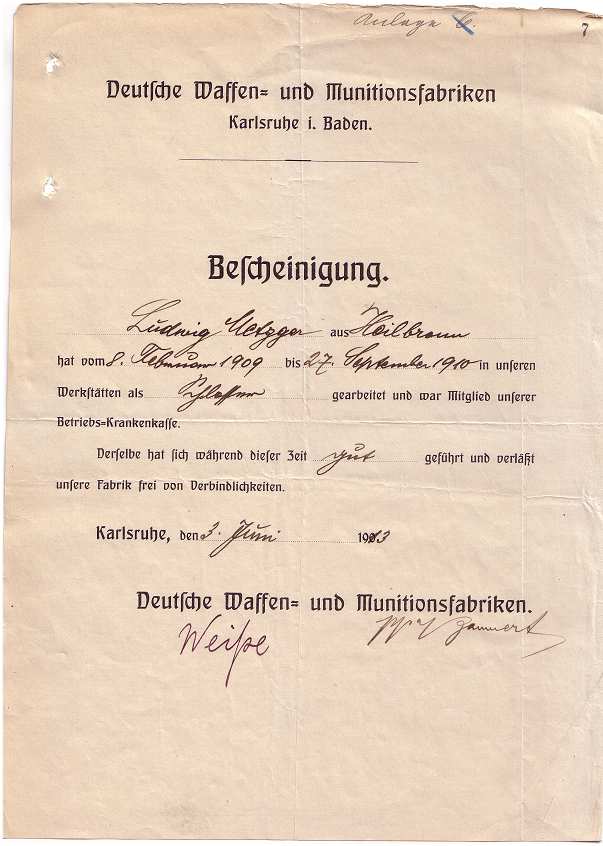 Anlage 6.
7
Deutsche Waffen- und Munitionsfabriken
Karlsruhe i. Baden.
Bescheinigung.
Ludwig Metzger aus Heilbronn
hat vom 8. Februar 1909 bis 27. September 1910 in unseren
Werkstätten als Schlosser gearbeitet und war Mitglied unserer
Betriebs-Krankenkasse.
Derselbe hat sich während dieser Zeit gut geführt und verläßt
unsere Fabrik frei von Verbindlichkeiten.
Karlsruhe, den 3. Juni 1913
Deutsche Waffen- und Munitionsfabriken.
Weiße